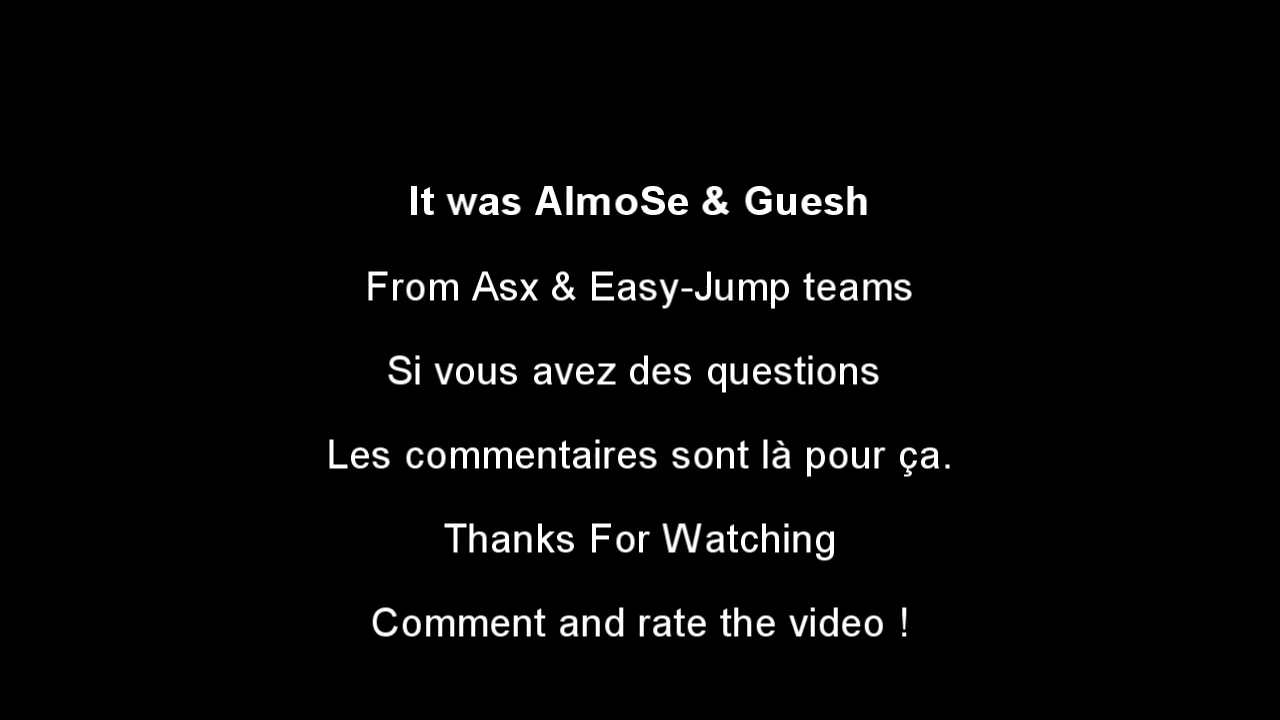 It was AlmoSe & Guesh
From Asx & Easy-Jump teams
Si vous avez des questions
Les commentaires sont là pour ça.
Thanks For Watching
Comment and rate the video !